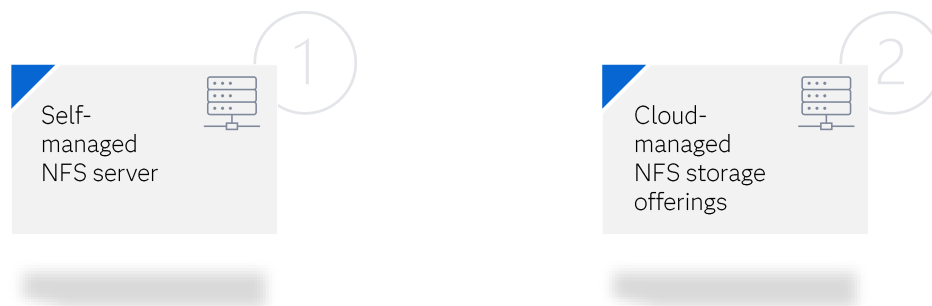 1
Self-
managed
NFS server
2
Cloud-
managed
NFS storage
offerings